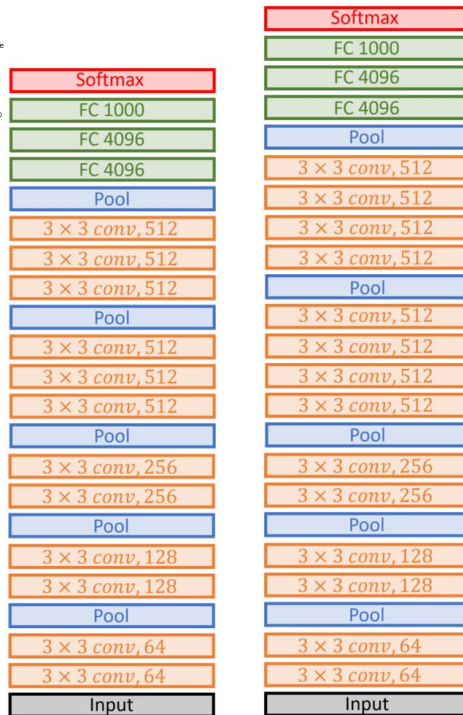 Softmax
FC 1000
FC 4096
FC 4096
Pool
3 × 3 conv, 512
3 × 3 conv, 512
3 × 3 conv, 512
Pool
3 × 3 conv, 512
3 × 3 conv, 512
3 × 3 conv, 512
Pool
3 × 3 conv, 256
3 × 3 conv, 256
Pool
3 × 3 conv, 128
3 × 3 conv, 128
Pool
3 × 3 conv, 64
3 × 3 conv, 64
Input
Softmax
FC 1000
FC 4096
FC 4096
Pool
3 × 3 conv, 512
3 × 3 conv, 512
3 × 3 conv, 512
3 × 3 conv, 512
Pool
3 × 3 conv, 512
3 × 3 conv, 512
3 × 3 conv, 512
3 × 3 conv, 512
Pool
3 × 3 conv, 256
3 × 3 conv, 256
Pool
3 × 3 conv, 128
3 × 3 conv, 128
Pool
3 × 3 conv, 64
3 × 3 conv, 64
Input